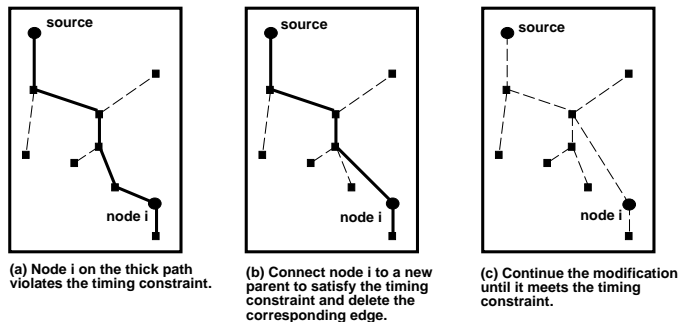 source
node i
(a) Node i on the thick path
violates the timing constraint.
source
node i
(b) Connect node i to a new
parent to satisfy the timing
constraint and delete the
corresponding edge.
source
node i
(c) Continue the modification
until it meets the timing
constraint.